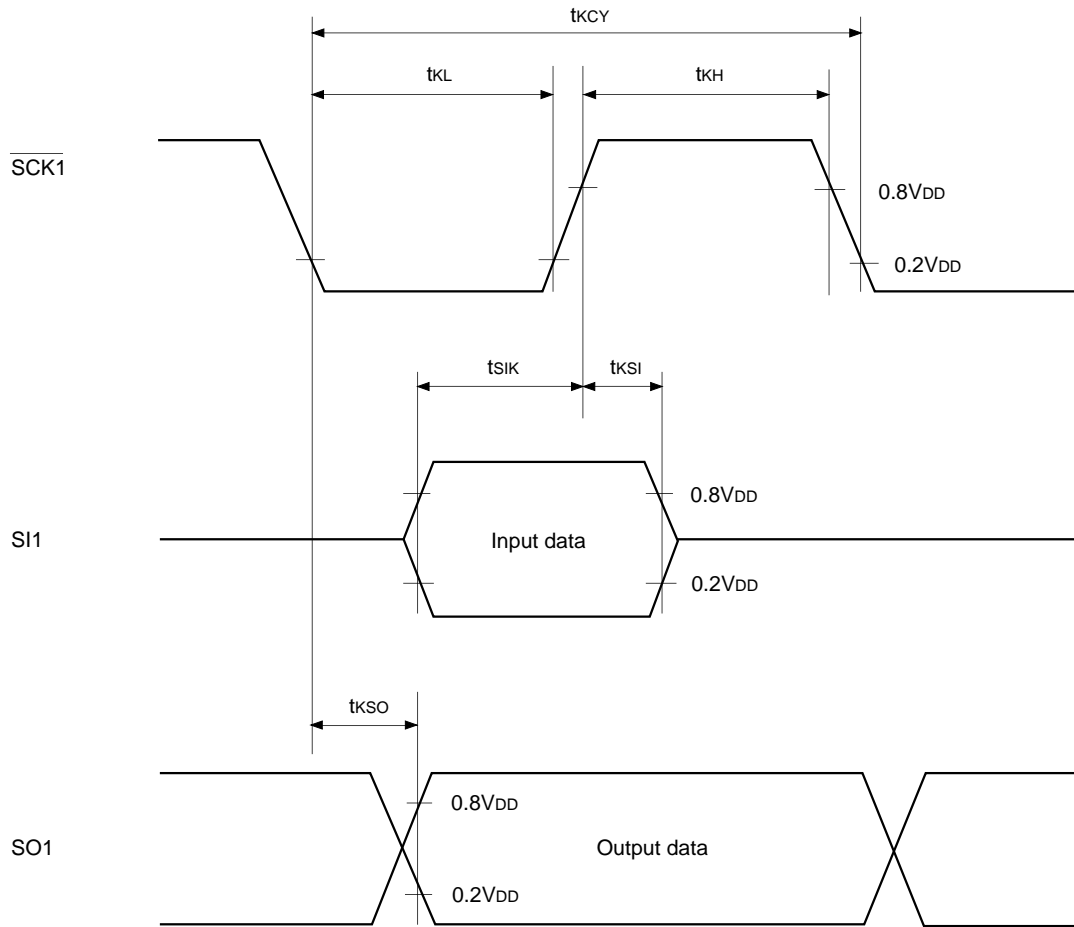 tKCY
tKL
tKH
SCK1
0.8VDD
0.2VDD
tSIK
tKSI
0.8VDD
SI1
Input data
0.2VDD
tKSO
0.8VDD
SO1
Output data
0.2VDD